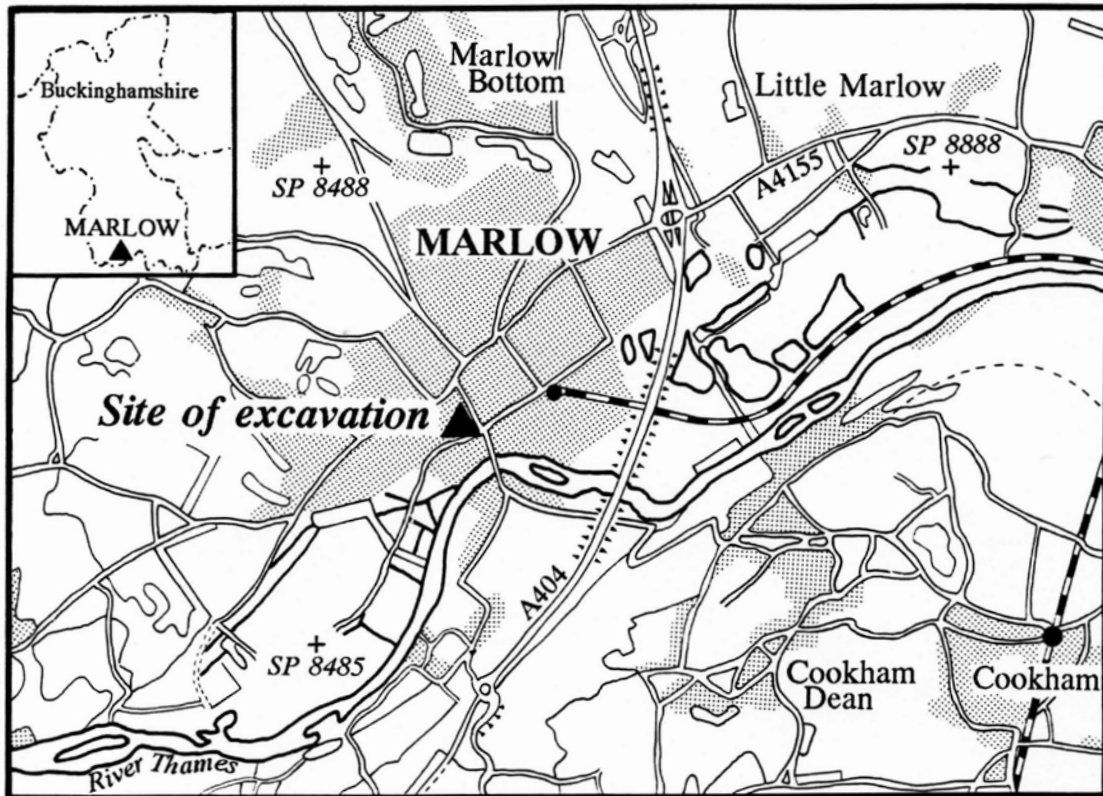 Buckinghamshire
MARLOW
Marlow
Bottom
Little Marlow
SP 8488
A4155
SP 8888
MARLOW
Site of excavation
A404
SP 8485
Cookham
Dean
Cookham
River Thames